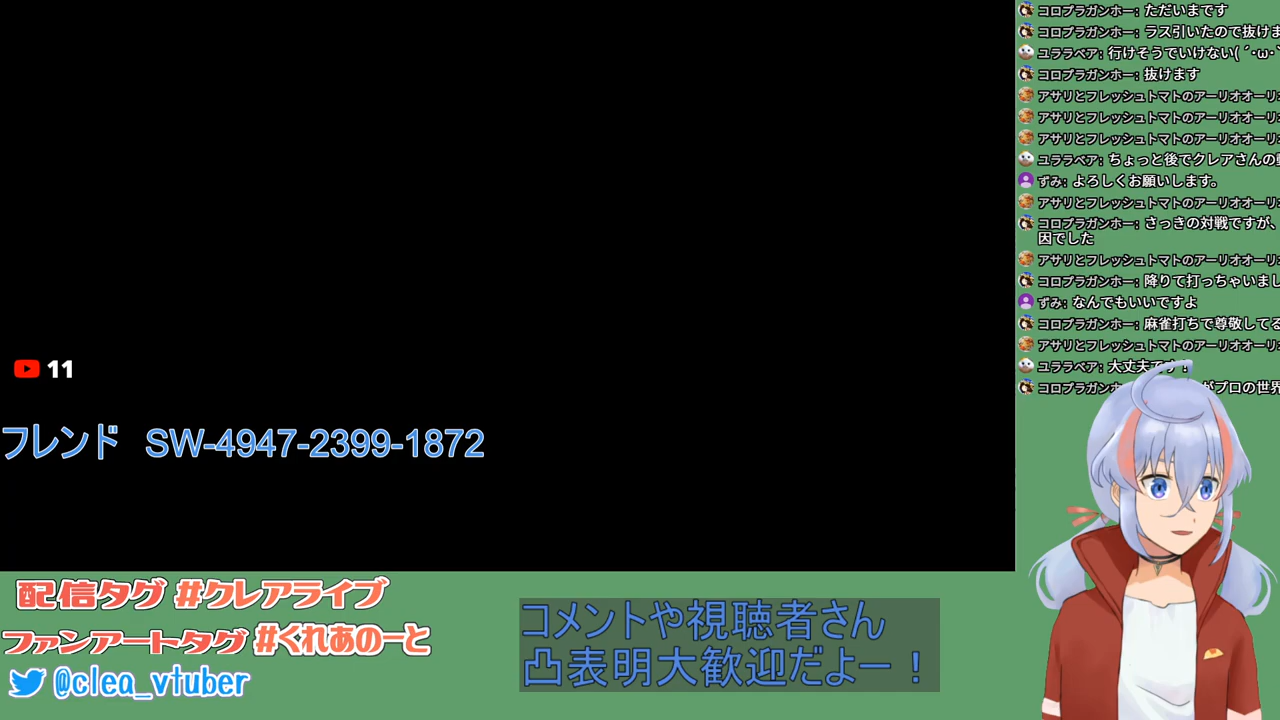 コロプラガンホー: ただいまです
コロプラガンホー: ラス引いたので抜けま
ユララベア: 行けそうでいけない(´･ω･`
コロプラガンホー: 抜けます
アサリとフレッシュトマトのアーリオオーリオ
アサリとフレッシュトマトのアーリオオーリオ
アサリとフレッシュトマトのアーリオオーリオ
ユララベア: ちょっと後でクレアさんの
ずみ: よろしくお願いします。
アサリとフレッシュトマトのアーリオオーリオ
コロプラガンホー: さっきの対戦ですが、
因でした
アサリとフレッシュトマトのアーリオオーリオ
コロプラガンホー: 降りて打っちゃいまし
ずみ: なんでもいいですよ
コロプラガンホー: 麻雀打ちで尊敬してる
アサリとフレッシュトマトのアーリオオーリオ
ユララベア: 大丈夫です！
コロプラガンホ がプロの世界
11
フレンド SW-4947-2399-1872
配信タグ #クレアライブ
ファンアートタグ #くれあのーと
@clea_vtuber
コメントや視聴者さん
凸表明大歓迎だよー！